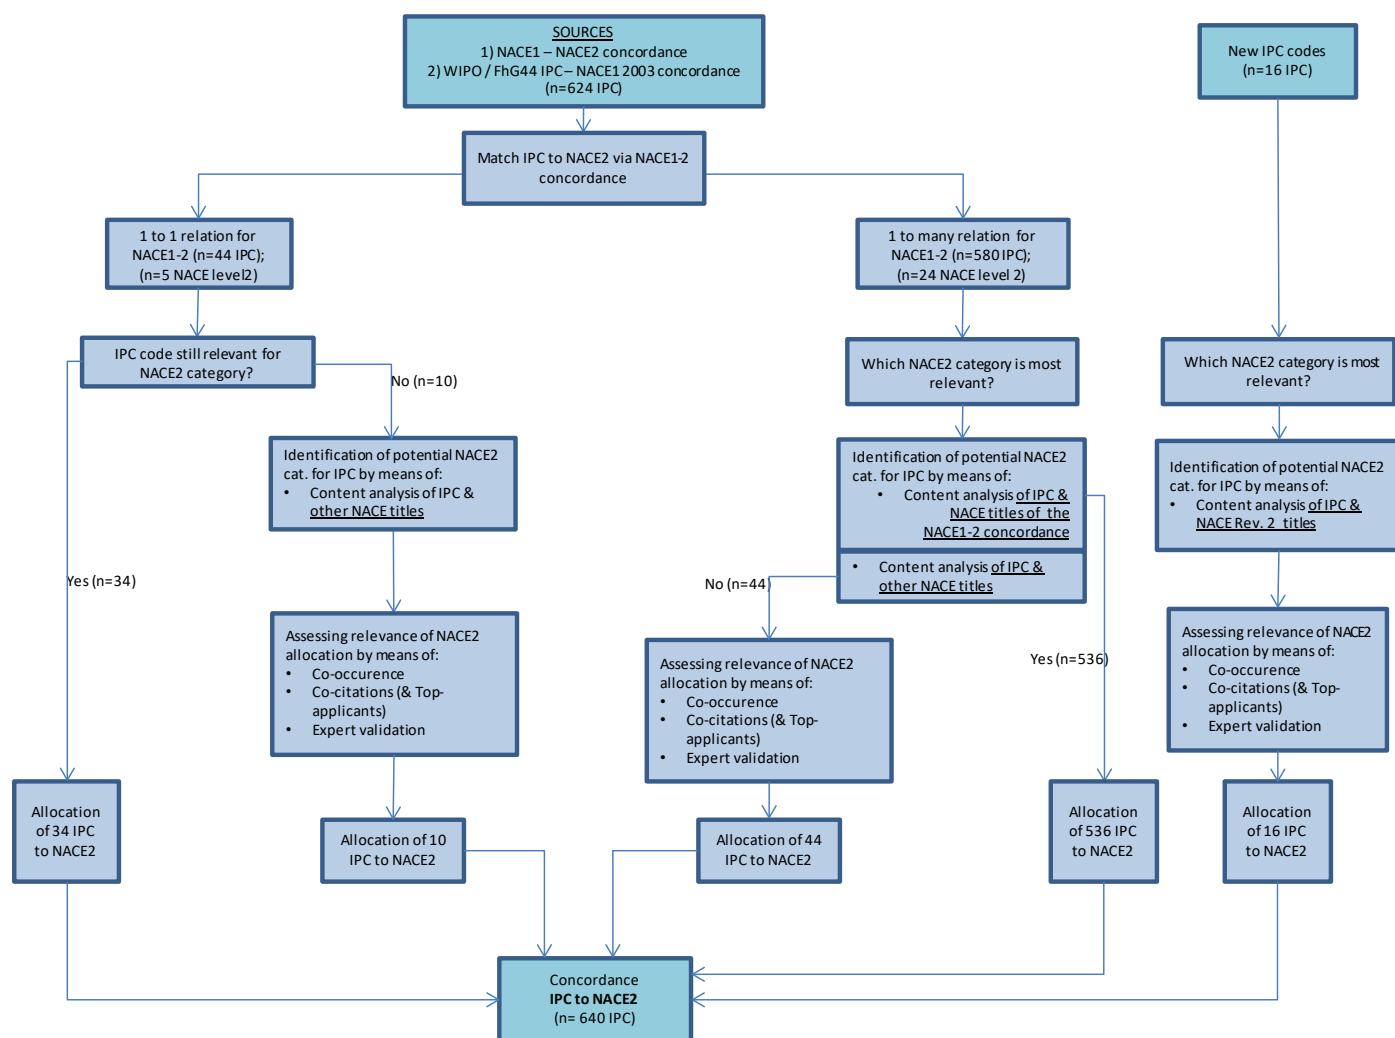 SOURCES
1) NACE1 – NACE2 concordance
2) WIPO / FhG44 IPC – NACE1 2003 concordance
(n=624 IPC)
New IPC codes
(n=16 IPC)
Match IPC to NACE2 via NACE1-2
concordance
1 to 1 relation for
NACE1-2 (n=44 IPC);
(n=5 NACE level2)
1 to many relation for
NACE1-2 (n=580 IPC);
(n=24 NACE level 2)
IPC code still relevant for
NACE2 category?
Which NACE2 category is most
relevant?
Which NACE2 category is most
relevant?
No (n=10)
Identification of potential NACE2
cat. for IPC by means of:
• Content analysis of IPC &
other NACE titles
Identification of potential NACE2
cat. for IPC by means of:
• Content analysis of IPC &
NACE titles of the
NACE1-2 concordance
• Content analysis of IPC &
other NACE titles
Identification of potential NACE2
cat. for IPC by means of:
• Content analysis of IPC &
NACE Rev. 2 titles
Yes (n=34)
No (n=44)
Yes (n=536)
Assessing relevance of NACE2
allocation by means of:
• Co-occurence
• Co-citations (& Top-
applicants)
• Expert validation
Assessing relevance of NACE2
allocation by means of:
• Co-occurence
• Co-citations (& Top-
applicants)
• Expert validation
Assessing relevance of NACE2
allocation by means of:
• Co-occurence
• Co-citations (& Top-
applicants)
• Expert validation
Allocation
of 34 IPC
to NACE2
Allocation of 10
IPC to NACE2
Allocation of 44
IPC to NACE2
Allocation
of 536 IPC
to NACE2
Allocation
of 16 IPC
to NACE2
Concordance
IPC to NACE2
(n= 640 IPC)